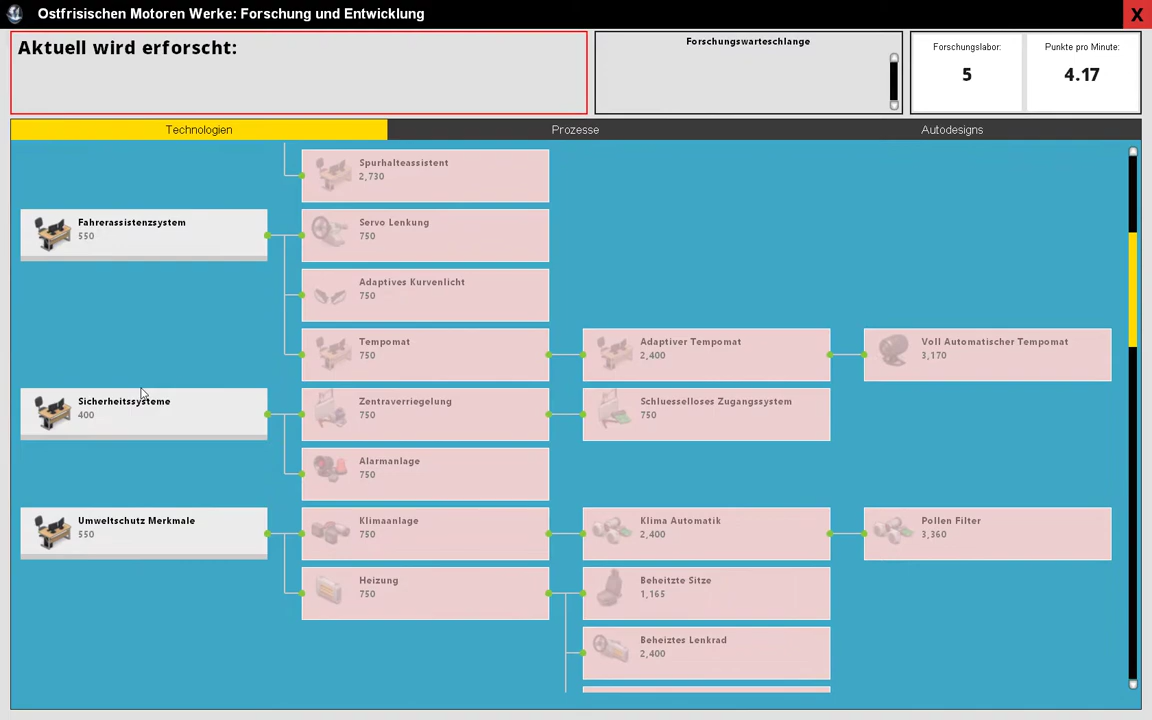 Ostfrisischen Motoren Werke: Forschung und Entwicklung
X
Aktuell wird erforscht:
Forschungswarteschlange
Forschungslabor:
5
Punkte pro Minute:
4.17
Technologien
Prozesse
Autodesigns
Spurhalteassistent
2,730
Fahrerassistenzsystem
550
Servo Lenkung
750
Adaptives Kurvenlicht
750
Tempomat
750
Adaptiver Tempomat
2,400
Voll Automatischer Tempomat
3,170
Sicherheitssysteme
400
Zentraverriegelung
750
Schluesselloses Zugangssystem
750
Alarmanlage
750
Umweltschutz Merkmale
550
Klimaanlage
750
Klima Automatik
2,400
Pollen Filter
3,360
Heizung
750
Beheitzte Sitze
1,165
Beheiztes Lenkrad
2,400